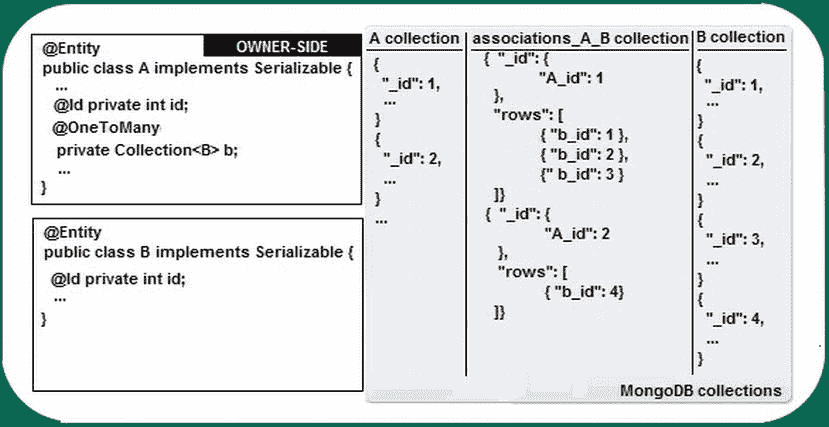 @Entity
OWNER-SIDE
public class A implements Serializable {
...
@Id private int id;
@OneToMany
private Collection<B> b;
...
}
@Entity
public class B implements Serializable {
@Id private int id;
...
}
A collection
{
"_id": 1,
...
}
{
"_id": 2,
...
}
...
associations_A_B collection
{ "_id": {
"A_id": 1
},
"rows": [
{ "b_id": 1 },
{ "b_id": 2 },
{" b_id": 3 }
]}
{ "_id": {
"A_id": 2
},
"rows": [
{ "b_id": 4}
]}
B collection
{
"_id": 1,
...
}
{
"_id": 2,
...
}
{
"_id": 3,
...
}
{
"_id": 4,
...
}
MongoDB collections